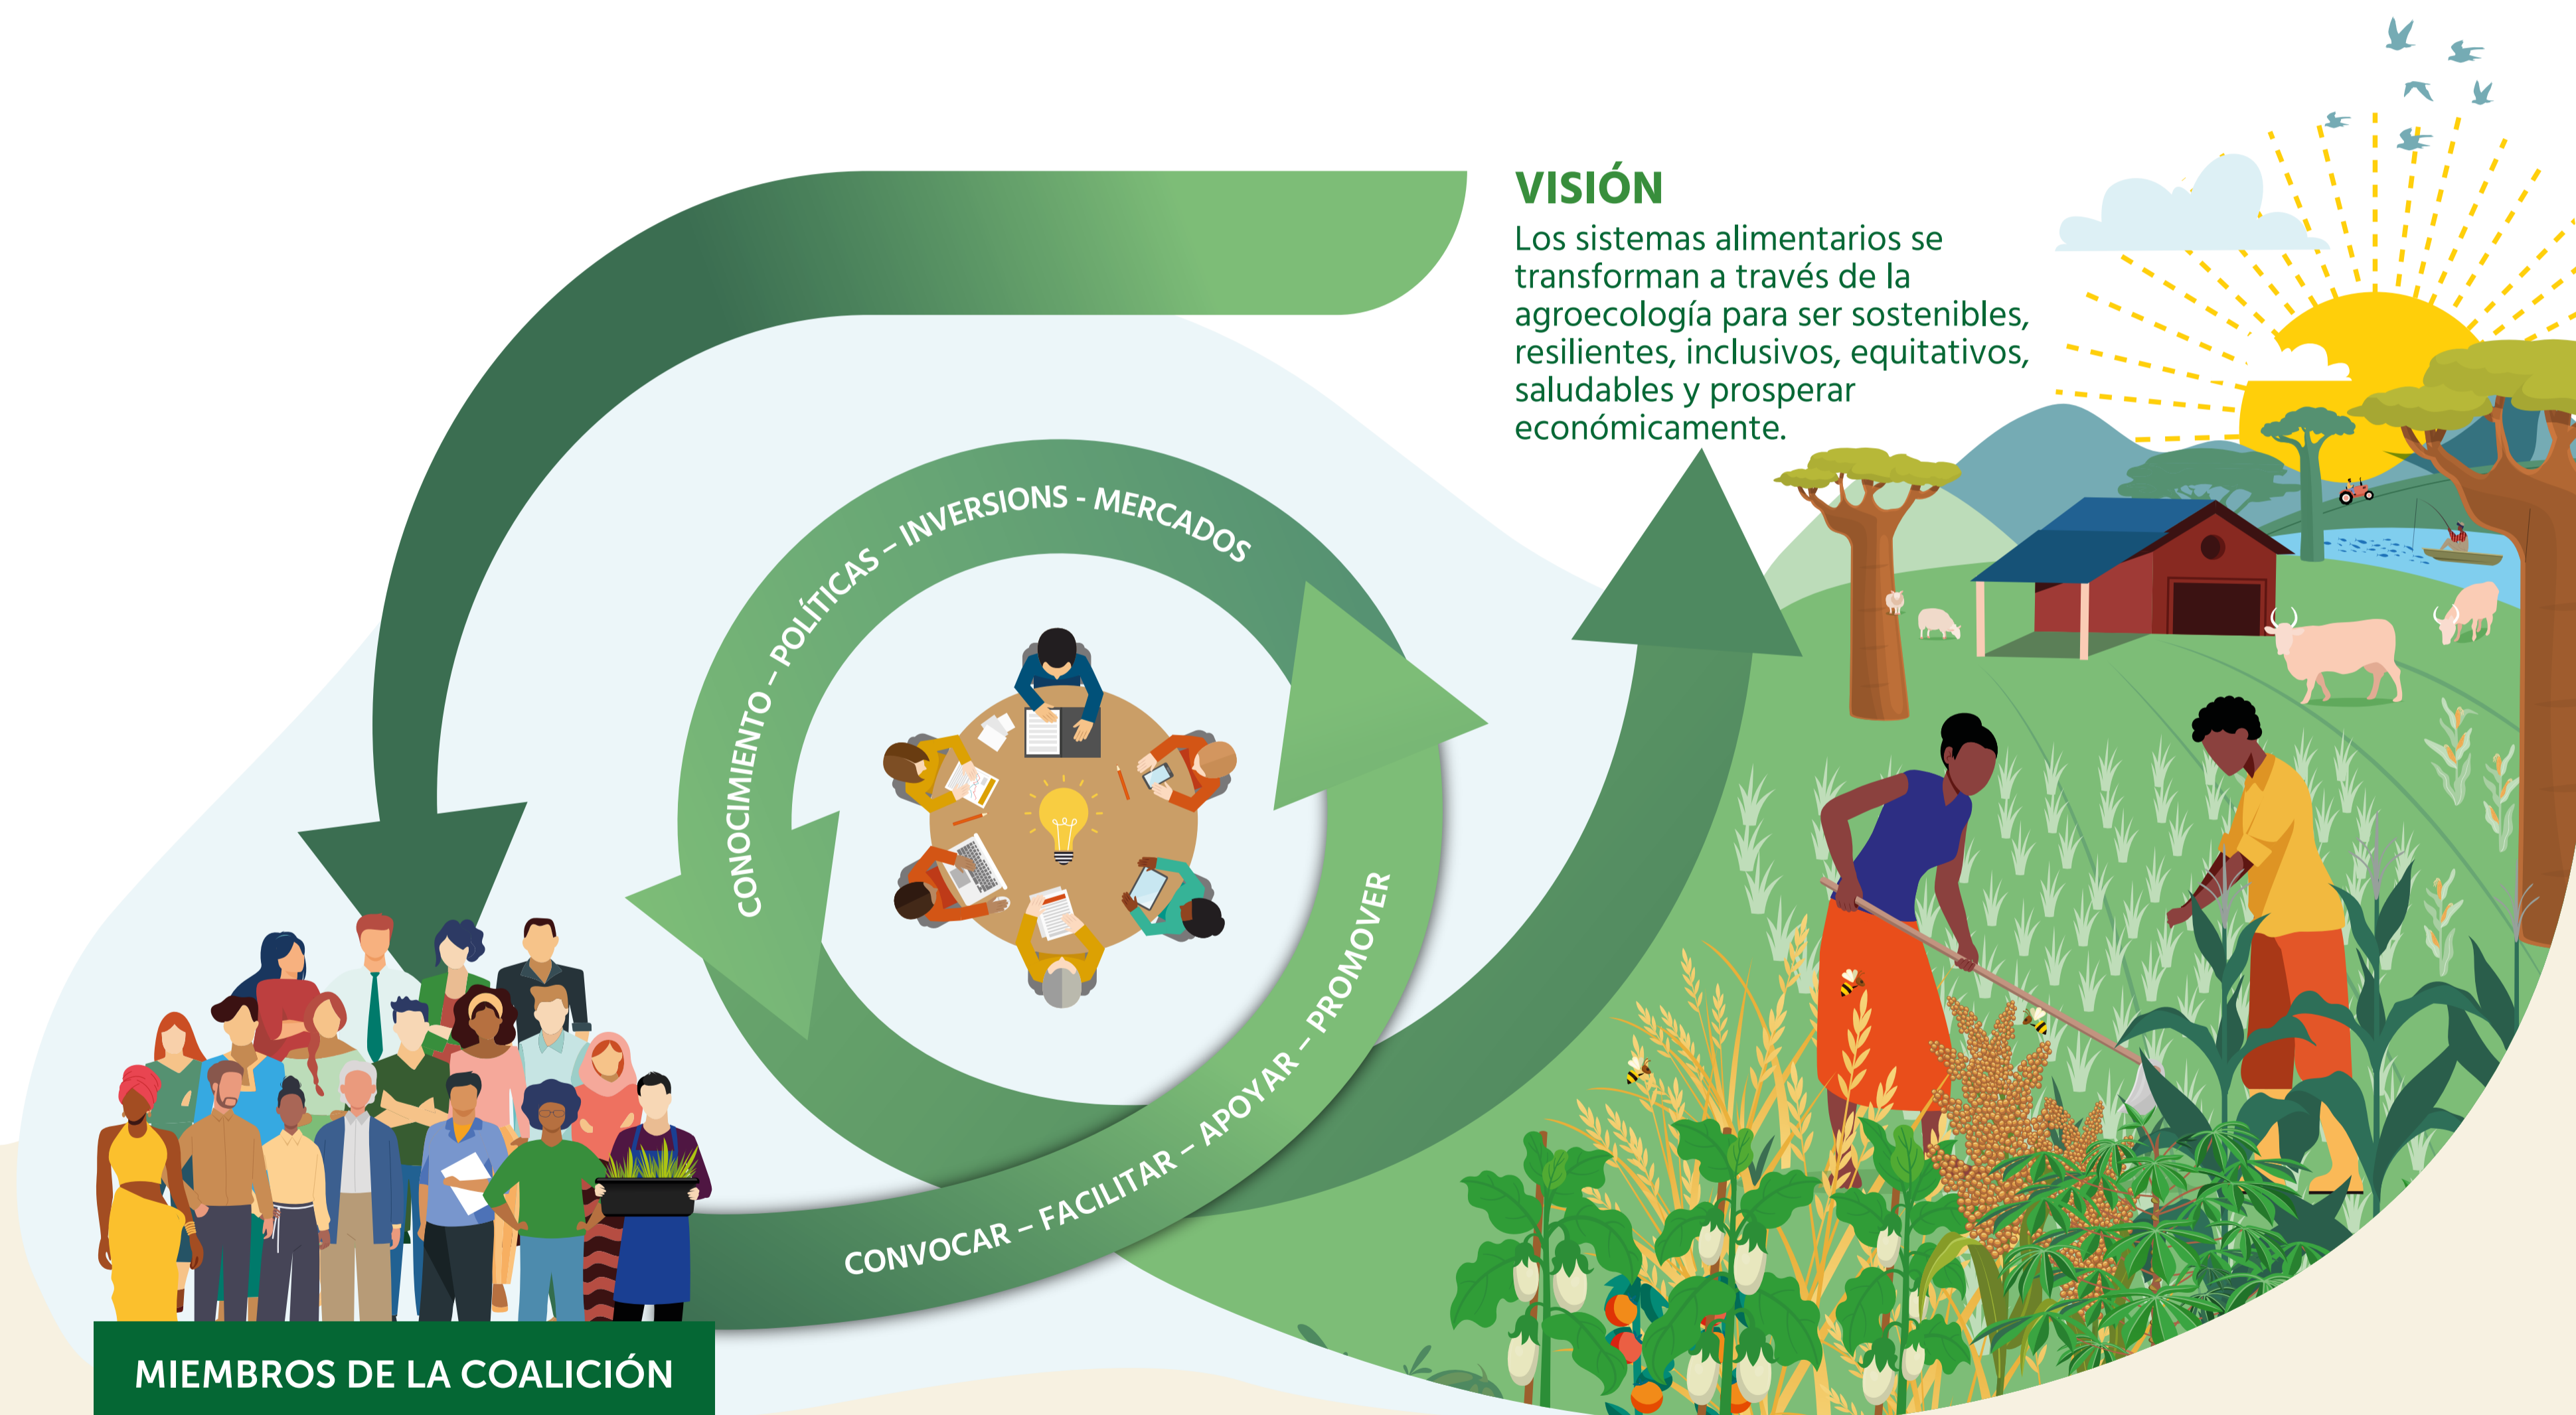 VISIÓN
Los sistemas alimentarios se
transforman a través de la
agroecología para ser sostenibles,
resilientes, inclusivos, equitativos,
saludables y prosperar
económicamente.
CONOCIMIENTO – POLÍTICAS – INVERSIONS - MERCADOS
CONVOCAR – FACILITAR – APOYAR – PROMOVER
MIEMBROS DE LA COALICIÓN